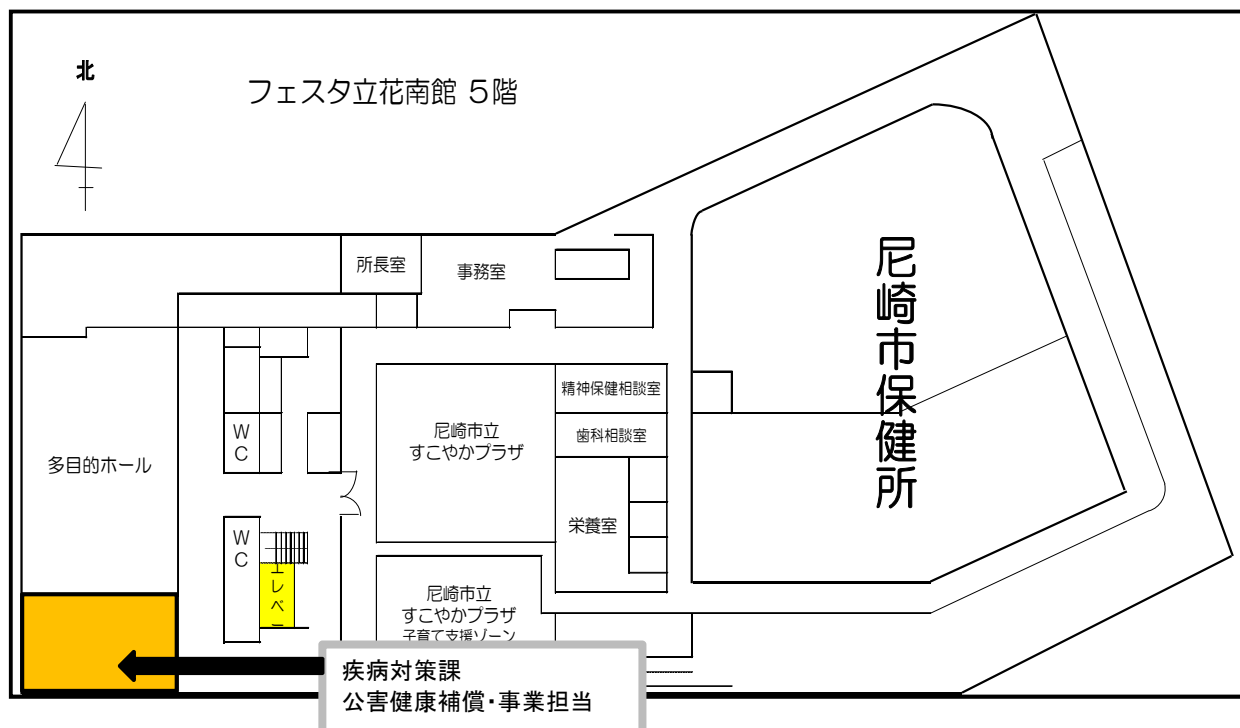 北
フェスタ立花南館 ５階
所長室
事務室
尼崎市保健所
精神保健相談室
歯科相談室
尼崎市立
すこやかプラザ
WC
多目的ホール
栄養室
WC
エレベー
尼崎市立
すこやかプラザ
子育て支援ゾーン
疾病対策課
公害健康補償・事業担当